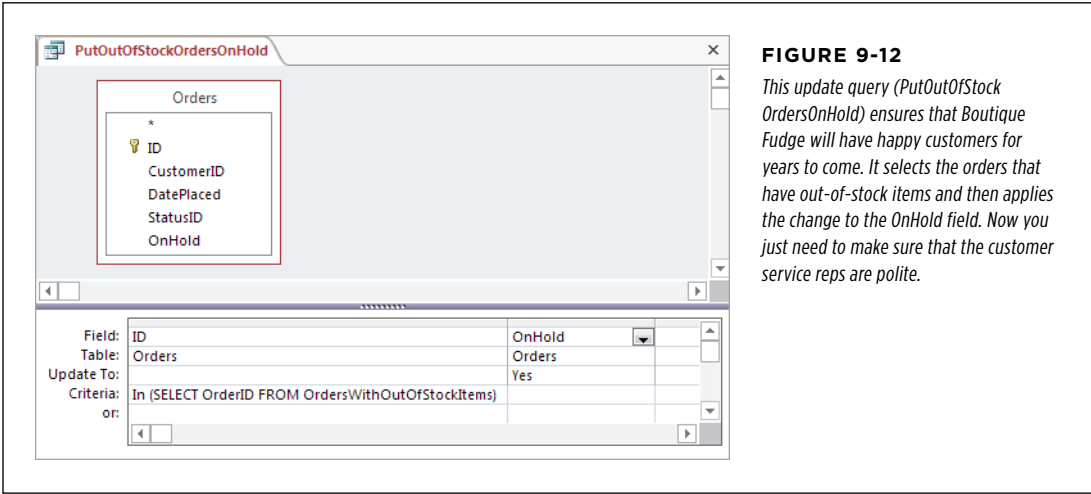 PutOutOfStockOrdersOnHold
Orders
*
ID
CustomerID
DatePlaced
StatusID
OnHold
Field: ID OnHold
Table: Orders Orders
Update To: Yes
Criteria: In (SELECT OrderID FROM OrdersWithOutOfStockItems)
or:
FIGURE 9-12
This update query (PutOutOfStock
OrdersOnHold) ensures that Boutique
Fudge will have happy customers for
years to come. It selects the orders that
have out-of-stock items and then applies
the change to the OnHold field. Now you
just need to make sure that the customer
service reps are polite.